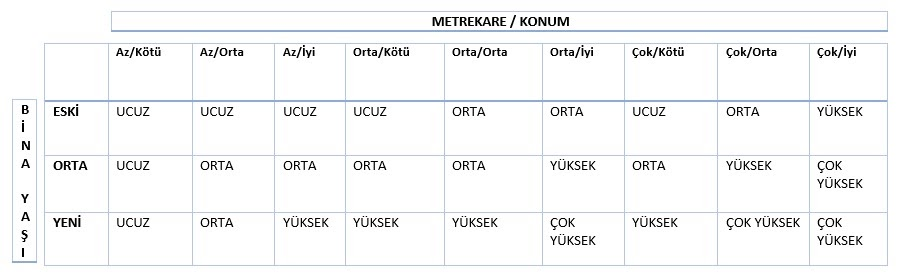 METREKARE / KONUM
Az/Kötü Az/Orta Az/İyi Orta/Kötü Orta/Orta Orta/İyi Çok/Kötü Çok/Orta Çok/İyi
BİNA YAŞI
ESKİ UCUZ UCUZ UCUZ UCUZ ORTA ORTA UCUZ ORTA YÜKSEK
ORTA UCUZ ORTA ORTA ORTA ORTA YÜKSEK ORTA YÜKSEK ÇOK YÜKSEK
YENİ UCUZ ORTA YÜKSEK YÜKSEK YÜKSEK ÇOK YÜKSEK YÜKSEK ÇOK YÜKSEK ÇOK YÜKSEK